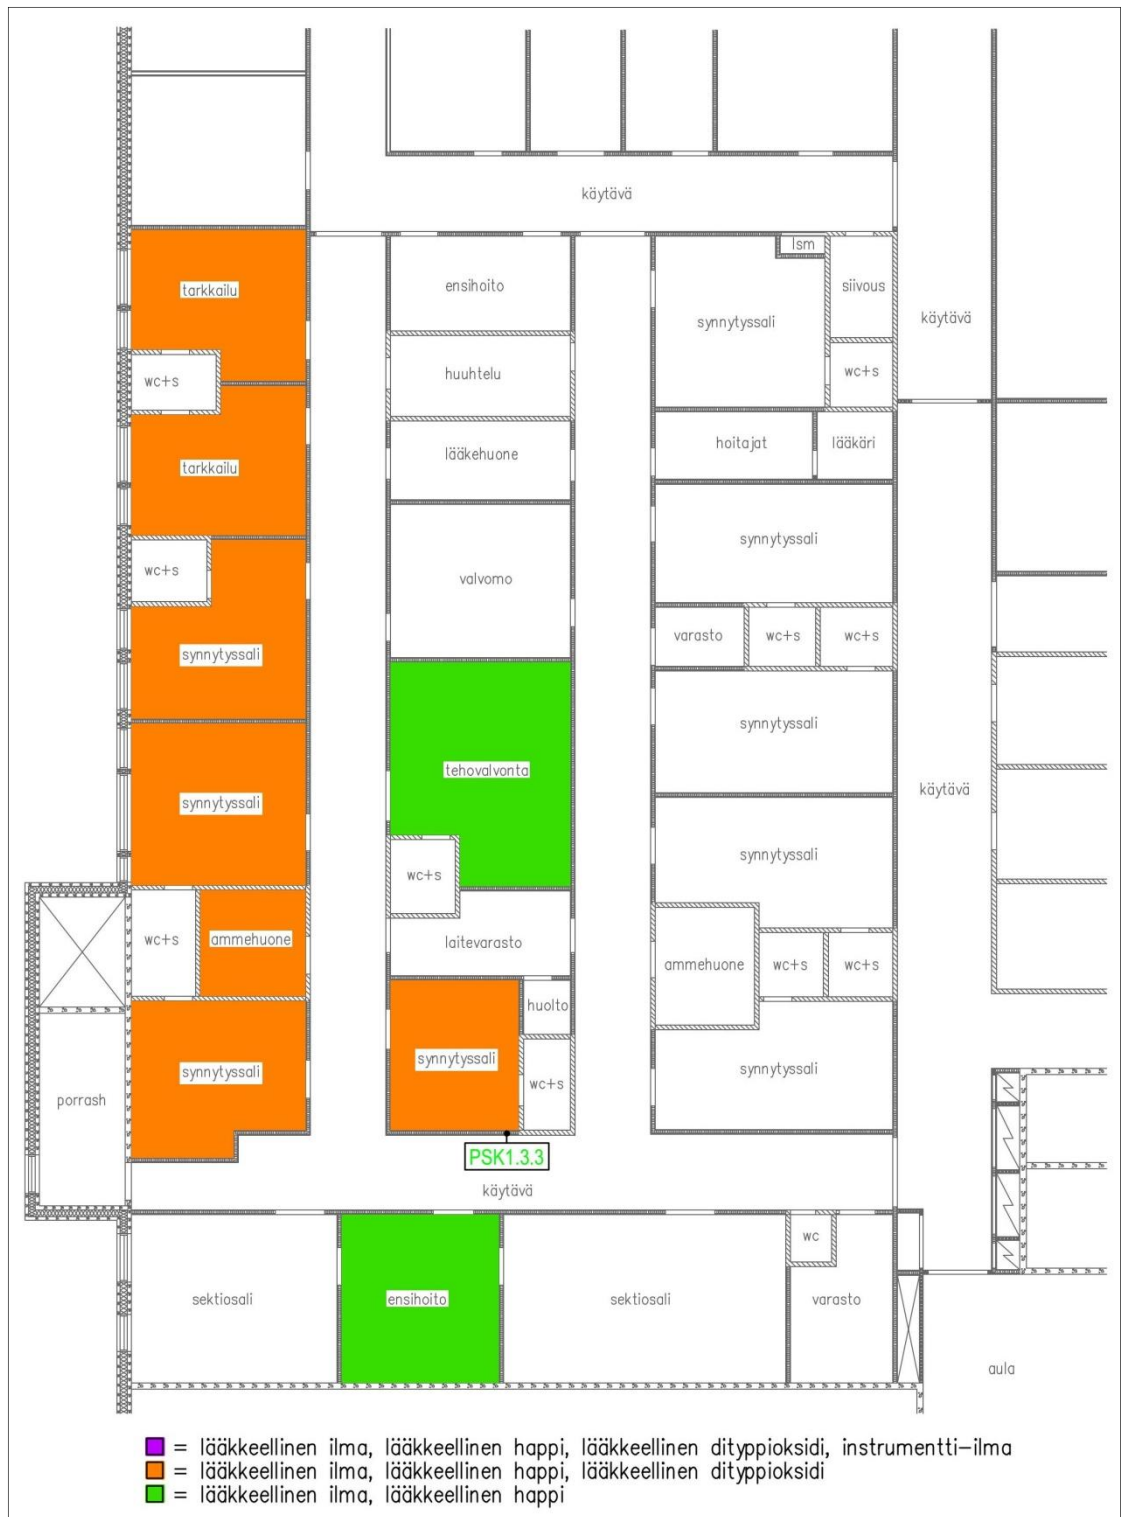 käytävä
lsm
tarkkailu
ensihoito
siivous
synnytyssali
käytävä
huuhtelu
wc+s
wc+s
hoitajat
lääkäri
lääkehuone
tarkkailu
synnytyssali
wc+s
valvomo
varasto
wc+s
wc+s
synnytyssali
synnytyssali
tehovalvonta
käytävä
synnytyssali
synnytyssali
wc+s
wc+s
ammehuone
laitevarasto
ammehuone
wc+s
wc+s
huolto
synnytyssali
synnytyssali
synnytyssali
wc+s
porrash
PSK1.3.3
käytävä
wc
sektiosali
ensihoito
sektiosali
varasto
aula
= lääkkeellinen ilma, lääkkeellinen happi, lääkkeellinen dityppioksidi, instrumentti-ilma
= lääkkeellinen ilma, lääkkeellinen happi, lääkkeellinen dityppioksidi
= lääkkeellinen ilma, lääkkeellinen happi